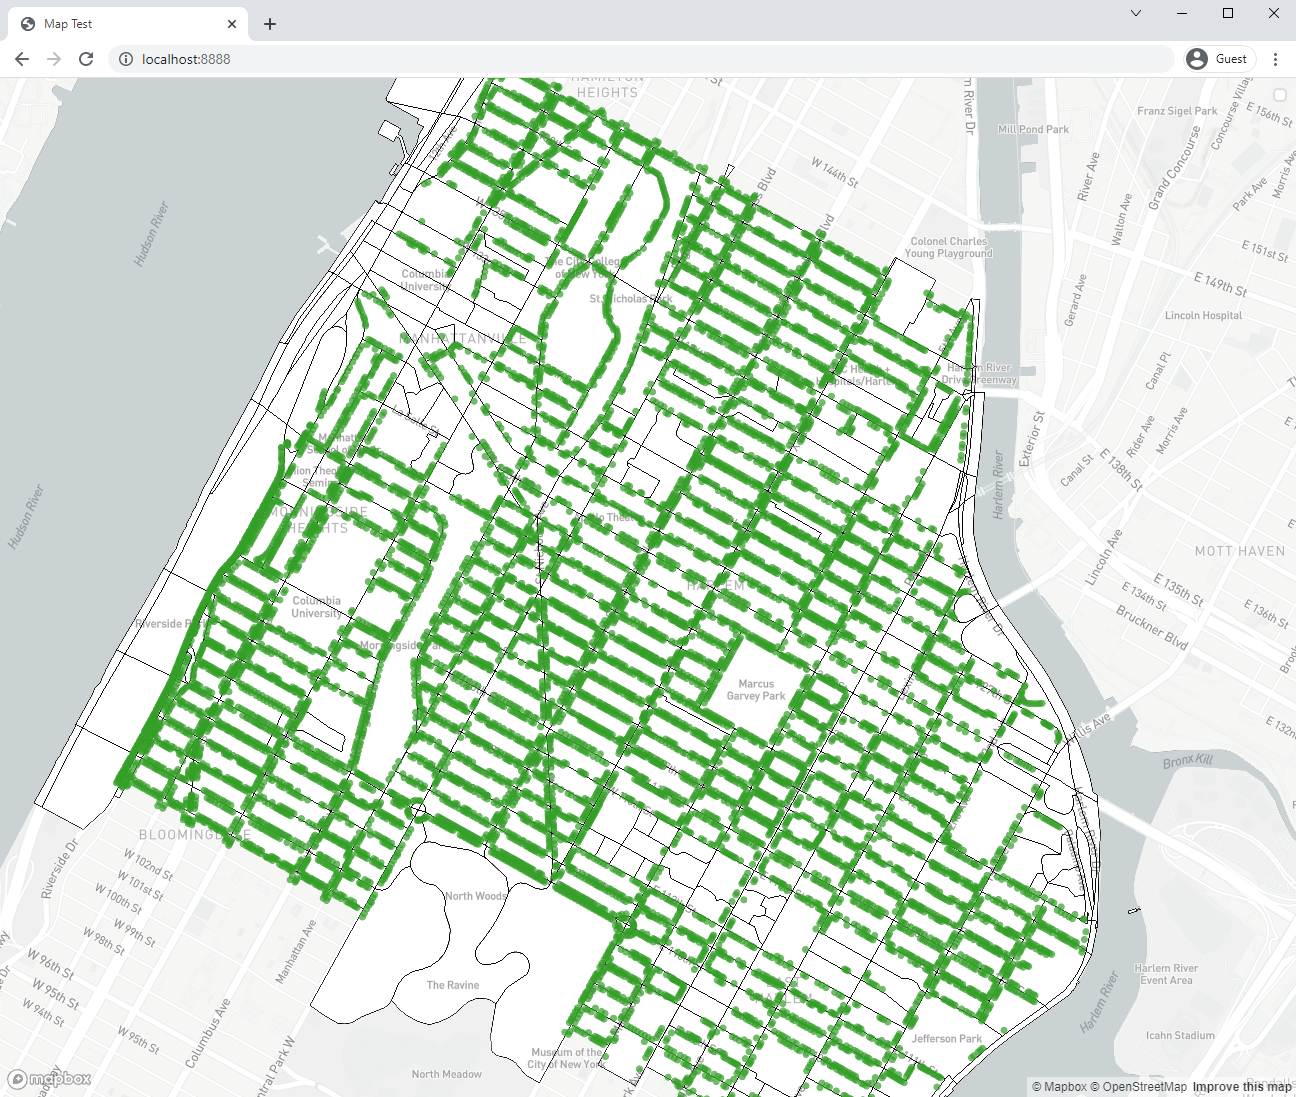 Map Test
localhost:8888
Guest
HAMILTON
HEIGHTS
Mill Pond Park
Franz Sigel Park
E 156th St
Concourse Village
Grand Concourse
River Ave
Walton Ave
Park Ave
Morris Ave
W 144th St
E 151st St
Hudson River
Colonel Charles
Young Playground
E 149th St
Columbia
University
The City College
of New York
St. Nicholas Park
Gerard Ave
Lincoln Hospital
MANHATTANVILLE
Canal Pl
Harlem River
Drive Greenway
La Salle St
Exterior St
Rider Ave
Morris Ave
Canal St
E 138th St
Harlem River
Hudson River
MORNINGSIDE
HEIGHTS
Apollo Theater
Lincoln Ave
MOTT HAVEN
HARLEM
E 135th St
E 134th St
E 136th St
Bruckner Blvd
Columbia
University
Riverside Park
Morningside Park
Marcus
Garvey Park
E 127th St
E 132nd
Willis Ave
Bronx Kill
BLOOMINGDALE
W 102nd St
W 101st St
W 100th St
W 99th St
W 98th St
W 96th St
W 95th St
W 94th St
W 95th St
Riverside Dr
Manhattan Ave
Columbus Ave
North Woods
The Ravine
North Meadow
Museum of the
City of New York
Jefferson Park
Harlem River
Harlem River
Event Area
Icahn Stadium
mapbox
© Mapbox © OpenStreetMap Improve this map